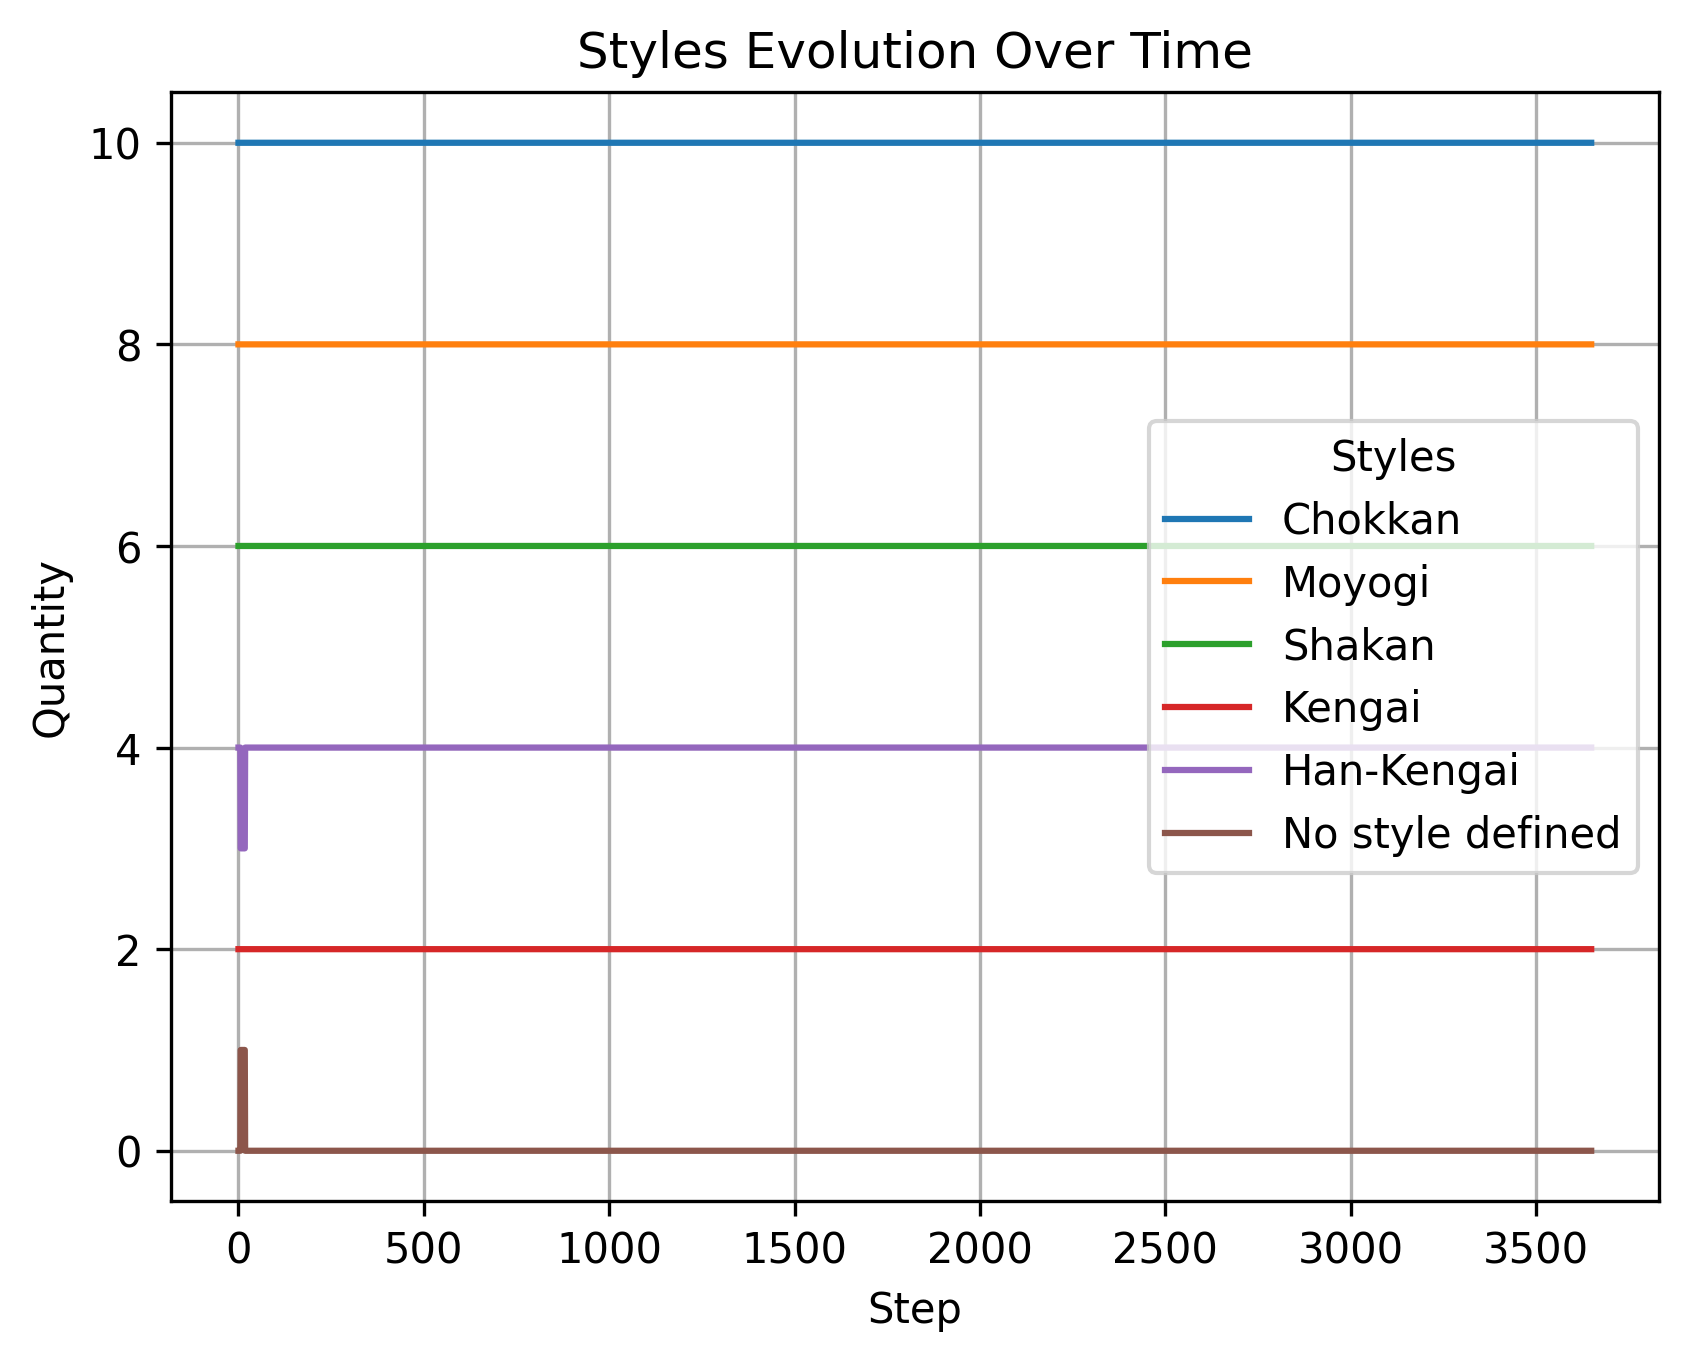 Styles Evolution Over Time
10
8
6
4
2
0
Quantity
Styles
Chokkan
Moyogi
Shakan
Kengai
Han-Kengai
No style defined
0 500 1000 1500 2000 2500 3000 3500
Step